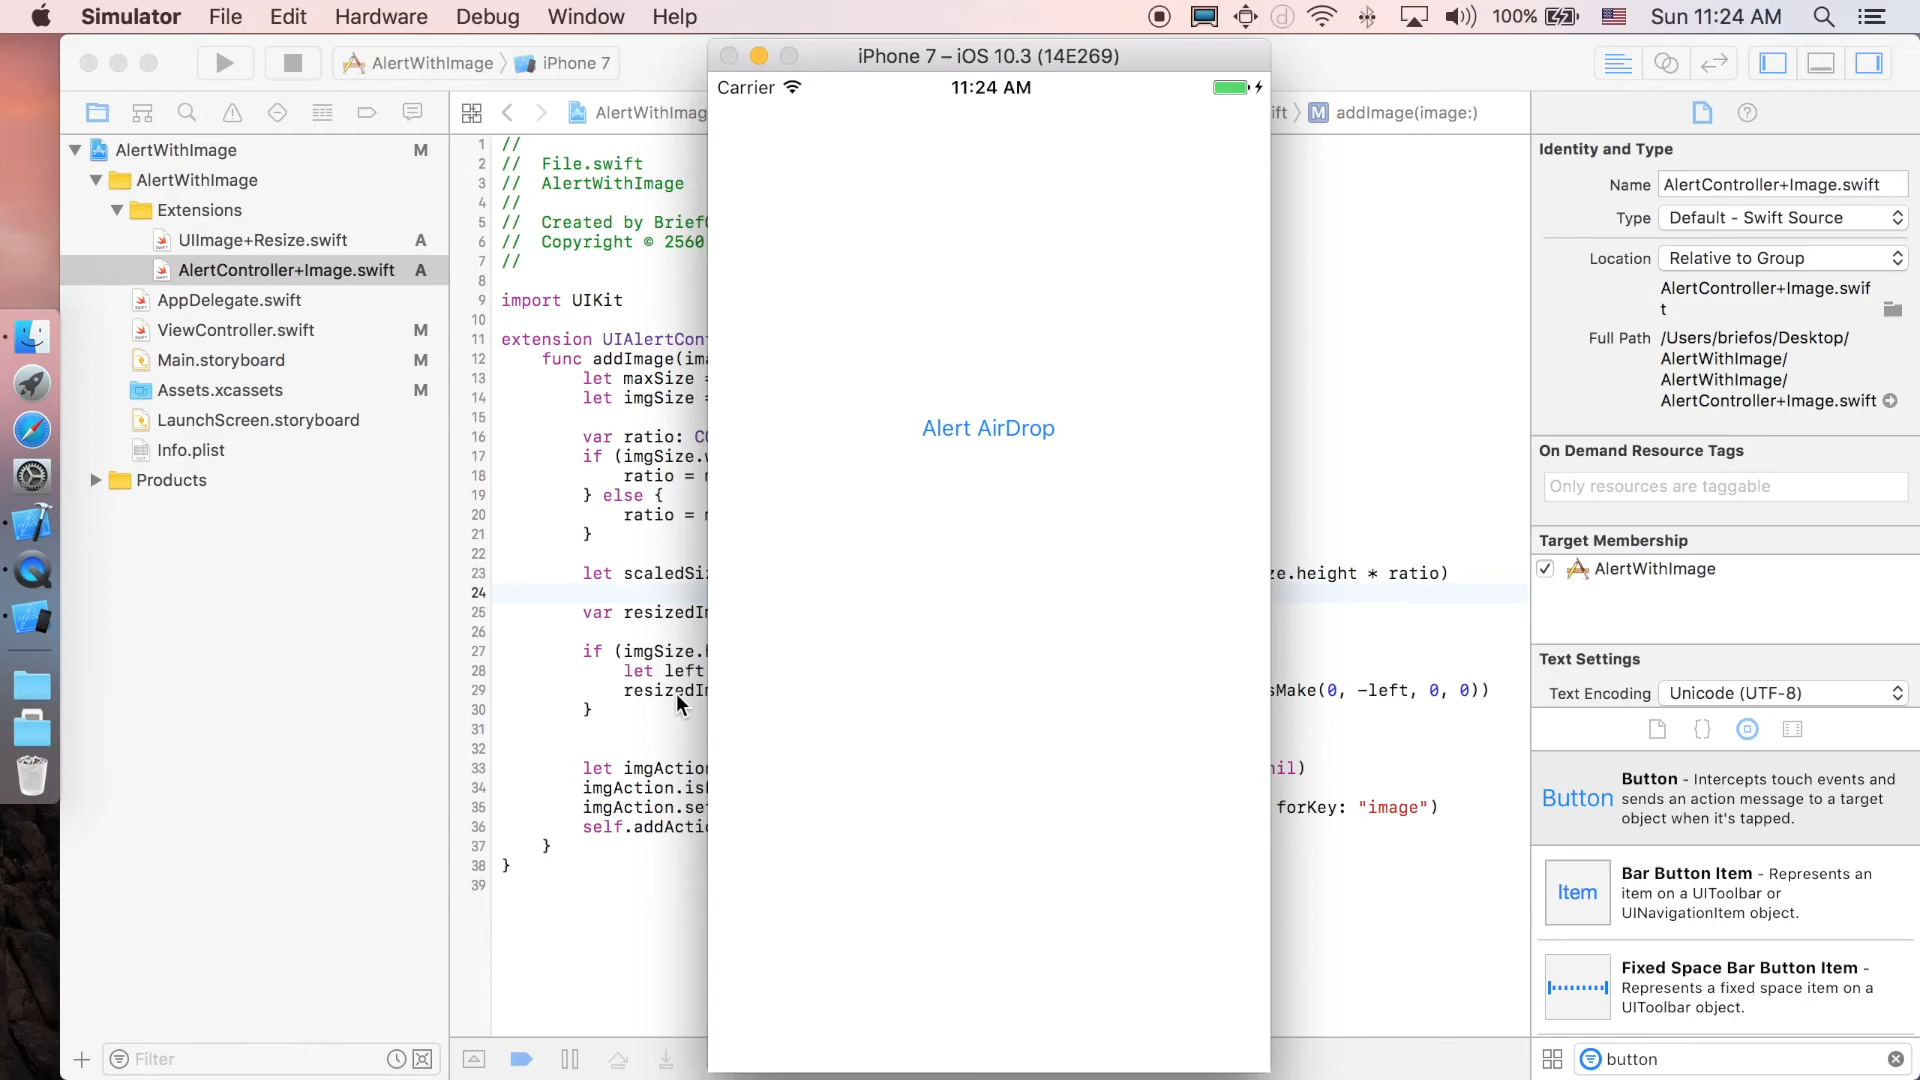 Simulator File Edit Hardware Debug Window Help
100% Sun 11:24 AM
AlertWithImage iPhone 7
iPhone 7 – iOS 10.3 (14E269)
Carrier 11:24 AM
Alert AirDrop
AlertWithImage M
AlertWithImage
Extensions
UIImage+Resize.swift A
AlertController+Image.swift A
AppDelegate.swift
ViewController.swift M
Main.storyboard M
Assets.xcassets M
LaunchScreen.storyboard
Info.plist
Products
Filter
AlertWithImag
ift M addImage(image:)
1 //
2 // File.swift
3 // AlertWithImage
4 //
5 // Created by Brief
6 // Copyright © 2560
7 //
8
9 import UIKit
10
11 extension UIAlertCon
12 func addImage(ima
13 let maxSize =
14 let imgSize =
15
16 var ratio: CG
17 if (imgSize.w
18 ratio = m
19 } else {
20 ratio = m
21 }
22
23 let scaledSiz ze.height * ratio)
24
25 var resizedIm
26
27 if (imgSize.h
28 let left
29 resizedIm sMake(0, -left, 0, 0))
30 }
31
32
33 let imgAction nil)
34 imgAction.is
35 imgAction.set forKey: "image")
36 self.addActio
37 }
38 }
39
Identity and Type
Name AlertController+Image.swift
Type Default - Swift Source
Location Relative to Group
AlertController+Image.swif
t
Full Path /Users/briefos/Desktop/
AlertWithImage/
AlertWithImage/
AlertController+Image.swift
On Demand Resource Tags
Only resources are taggable
Target Membership
AlertWithImage
Text Settings
Text Encoding Unicode (UTF-8)
Button
Button - Intercepts touch events and
sends an action message to a target
object when it's tapped.
Item
Bar Button Item - Represents an
item on a UIToolbar or
UINavigationItem object.
Fixed Space Bar Button Item -
Represents a fixed space item on a
UIToolbar object.
button